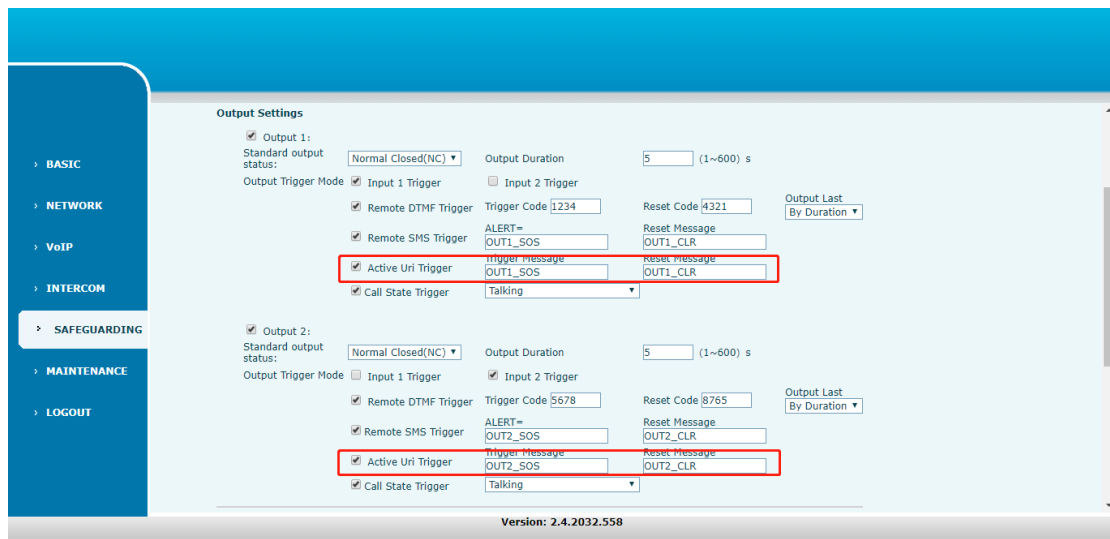 Output Settings
Output 1:
Standard output status: Normal Closed(NC) Output Duration 5 (1~600) s
Output Trigger Mode Input 1 Trigger Input 2 Trigger
Remote DTMF Trigger Trigger Code 1234 Reset Code 4321 Output Last By Duration
Remote SMS Trigger ALERT= OUT1_SOS Reset Message OUT1_CLR
Active Uri Trigger Trigger Message OUT1_SOS Reset Message OUT1_CLR
Call State Trigger Talking
Output 2:
Standard output status: Normal Closed(NC) Output Duration 5 (1~600) s
Output Trigger Mode Input 1 Trigger Input 2 Trigger
Remote DTMF Trigger Trigger Code 5678 Reset Code 8765 Output Last By Duration
Remote SMS Trigger ALERT= OUT2_SOS Reset Message OUT2_CLR
Active Uri Trigger Trigger Message OUT2_SOS Reset Message OUT2_CLR
Call State Trigger Talking
› BASIC
› NETWORK
› VoIP
› INTERCOM
› SAFEGUARDING
› MAINTENANCE
› LOGOUT
Version: 2.4.2032.558